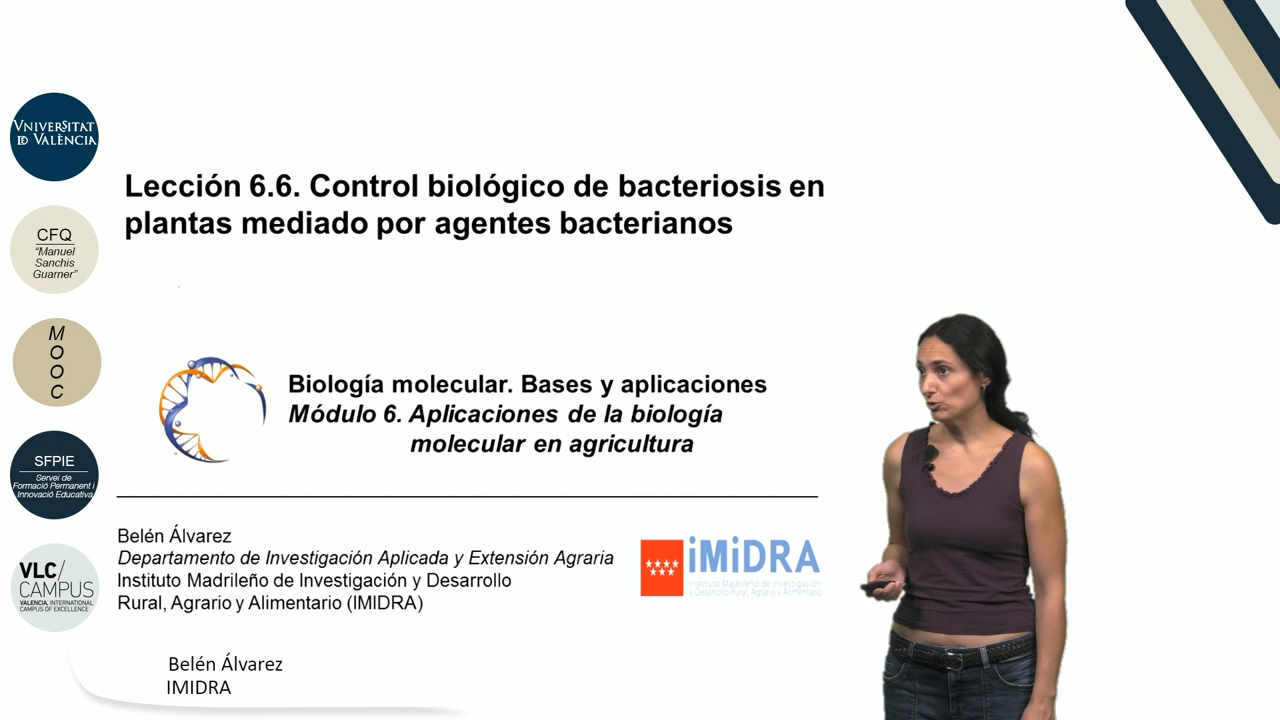 VNIVERSITAT
ID VALÈNCIA
CFQ
“Manuel
Sanchis
Guarner”
M
O
O
C
SFPIE
Servei de
Formació Permanent i
Innovació Educativa
VLC/
CAMPUS
VALENCIA, INTERNATIONAL
CAMPUS OF EXCELLENCE
Lección 6.6. Control biológico de bacteriosis en
plantas mediado por agentes bacterianos
Biología molecular. Bases y aplicaciones
Módulo 6. Aplicaciones de la biología
molecular en agricultura
Belén Álvarez
Departamento de Investigación Aplicada y Extensión Agraria
Instituto Madrileño de Investigación y Desarrollo
Rural, Agrario y Alimentario (IMIDRA)
iMiDRA
Instituto Madrileño de Investigación
y Desarrollo Rural, Agrario y Alimentario
Belén Álvarez
IMIDRA